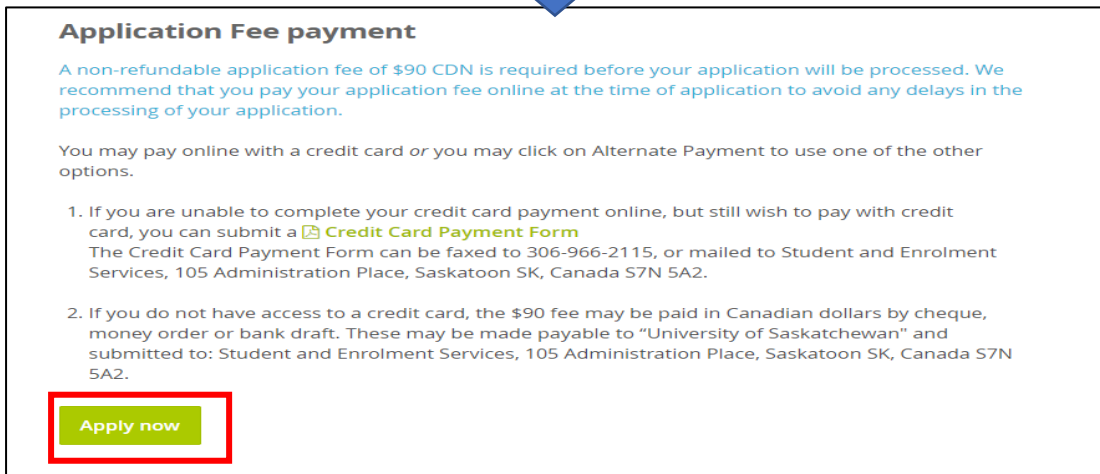 Application Fee payment
A non-refundable application fee of $90 CDN is required before your application will be processed. We
recommend that you pay your application fee online at the time of application to avoid any delays in the
processing of your application.
You may pay online with a credit card or you may click on Alternate Payment to use one of the other
options.
1. If you are unable to complete your credit card payment online, but still wish to pay with credit
card, you can submit a Credit Card Payment Form
The Credit Card Payment Form can be faxed to 306-966-2115, or mailed to Student and Enrolment
Services, 105 Administration Place, Saskatoon SK, Canada S7N 5A2.
2. If you do not have access to a credit card, the $90 fee may be paid in Canadian dollars by cheque,
money order or bank draft. These may be made payable to “University of Saskatchewan" and
submitted to: Student and Enrolment Services, 105 Administration Place, Saskatoon SK, Canada S7N
5A2.
Apply now